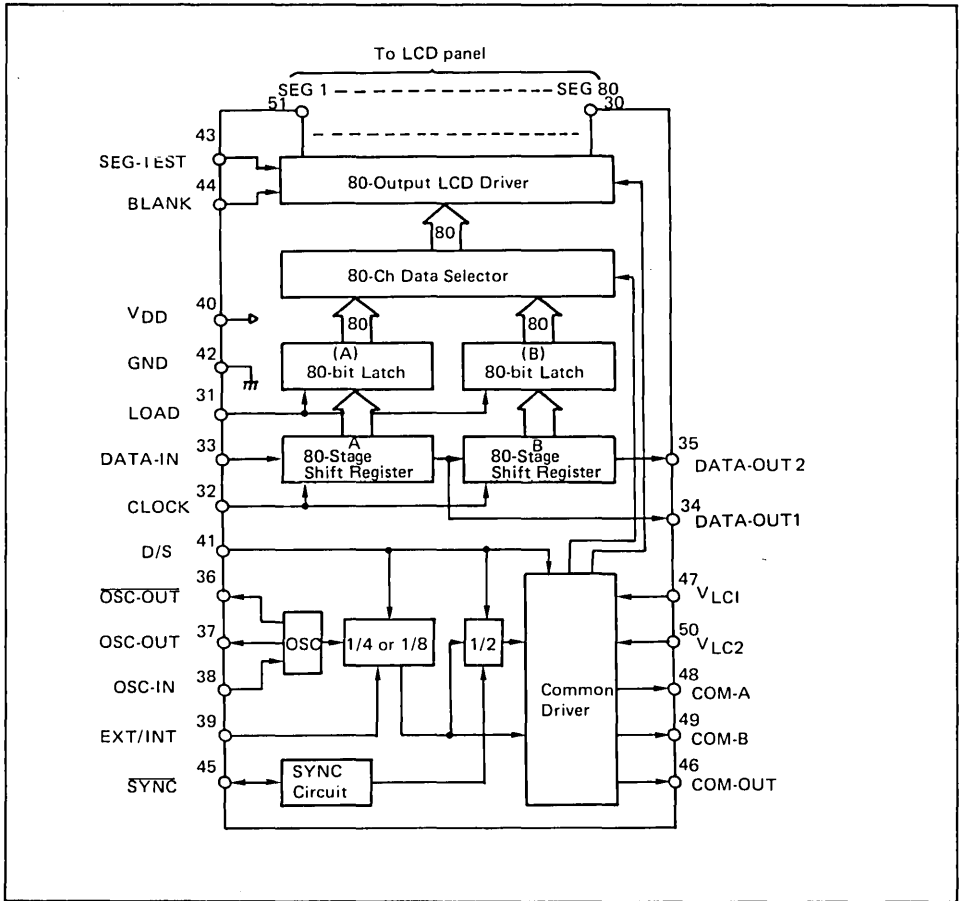 To LCD panel
SEG 1 SEG 80
51 30
43
SEG-TEST
44
BLANK
80-Output LCD Driver
80
80-Ch Data Selector
40
VDD
80 80
42
GND
(A)
80-bit Latch
(B)
80-bit Latch
31
LOAD
33
DATA-IN
A
80-Stage
Shift Register
B
80-Stage
Shift Register
35
DATA-OUT2
32
CLOCK
34
DATA-OUT1
41
D/S
36
OSC-OUT
47
VLC1
37
OSC-OUT
OSC
1/4 or 1/8
1/2
50
VLC2
38
OSC-IN
Common
Driver
48
COM-A
39
EXT/INT
49
COM-B
45
SYNC
SYNC
Circuit
46
COM-OUT